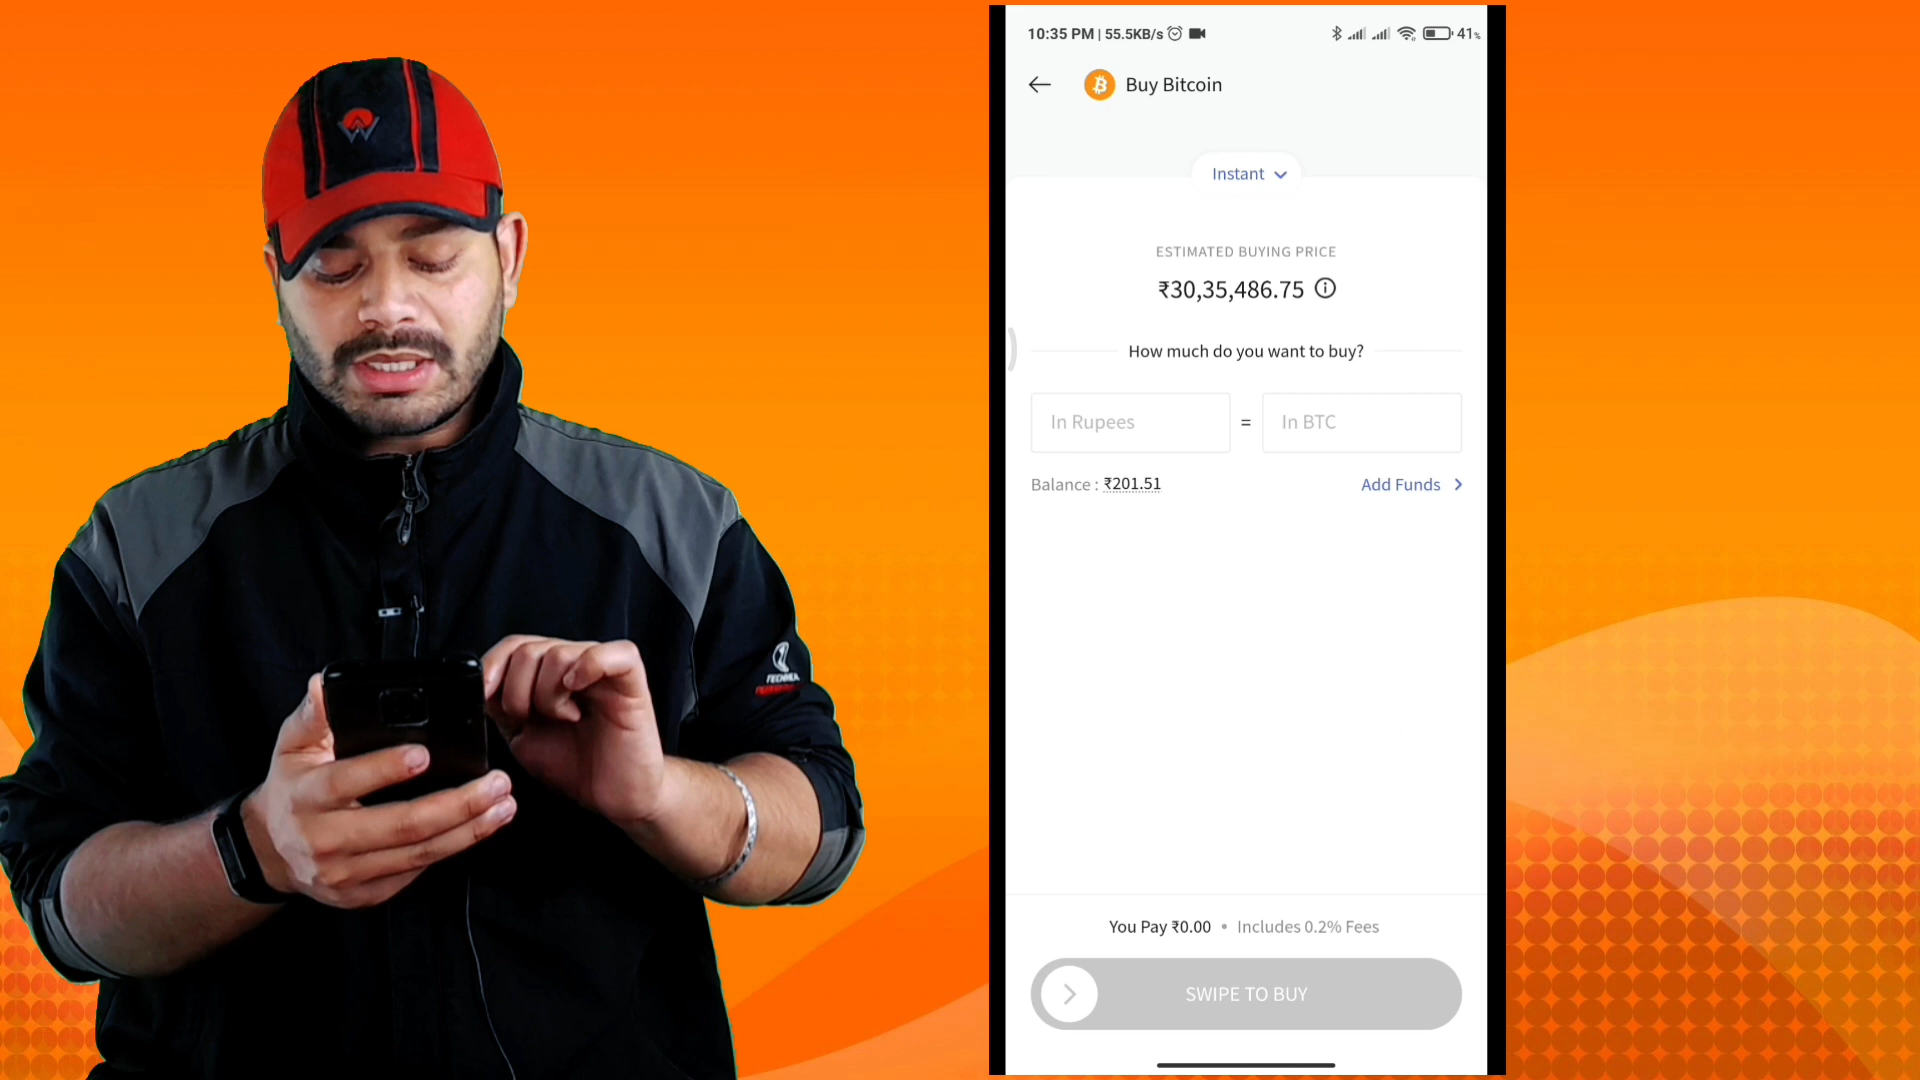 10:35 PM | 55.5KB/s
41%
Buy Bitcoin
Instant
ESTIMATED BUYING PRICE
₹30,35,486.75
How much do you want to buy?
In Rupees = In BTC
Balance : ₹201.51 Add Funds
You Pay ₹0.00 • Includes 0.2% Fees
SWIPE TO BUY